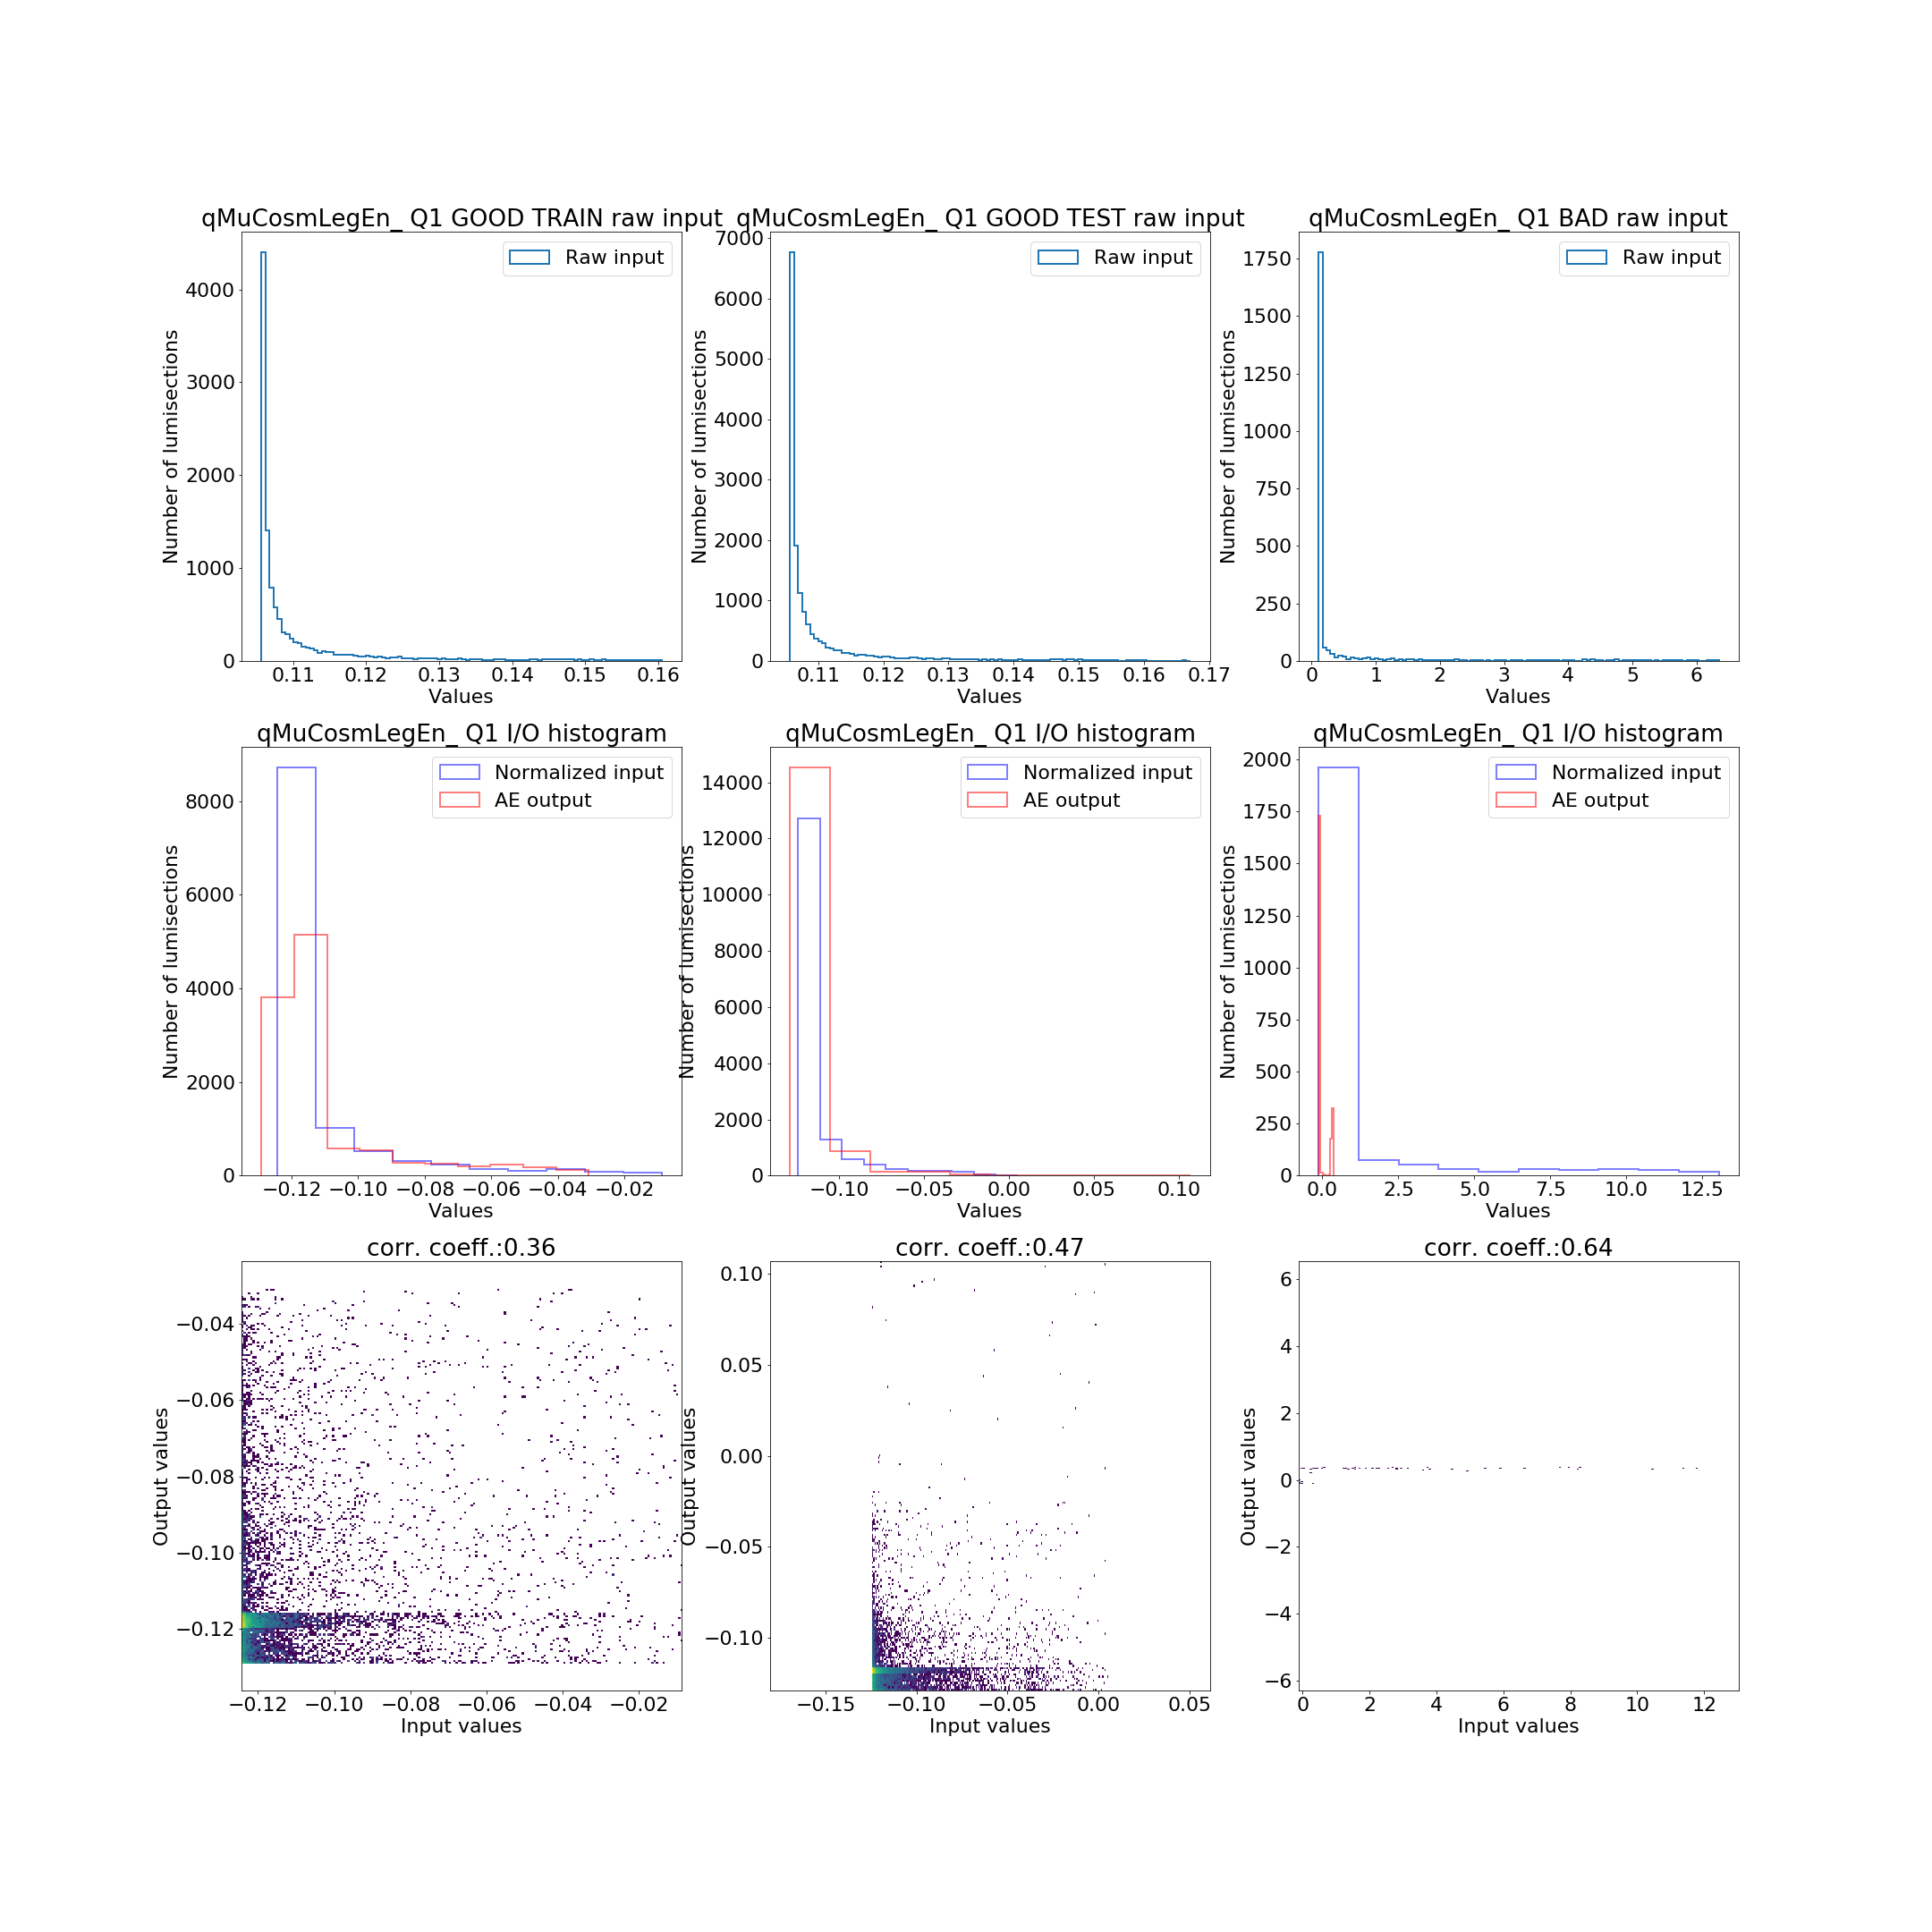 qMuCosmLegEn_ Q1 GOOD TRAIN raw input
Raw input
Number of lumisections
4000
3000
2000
1000
0
0.11 0.12 0.13 0.14 0.15 0.16
Values
qMuCosmLegEn_ Q1 GOOD TEST raw input
Raw input
Number of lumisections
7000
6000
5000
4000
3000
2000
1000
0
0.11 0.12 0.13 0.14 0.15 0.16 0.17
Values
qMuCosmLegEn_ Q1 BAD raw input
Raw input
Number of lumisections
1750
1500
1250
1000
750
500
250
0
0 1 2 3 4 5 6
Values
qMuCosmLegEn_ Q1 I/O histogram
Normalized input
AE output
Number of lumisections
8000
6000
4000
2000
0
−0.12 −0.10 −0.08 −0.06 −0.04 −0.02
Values
qMuCosmLegEn_ Q1 I/O histogram
Normalized input
AE output
Number of lumisections
14000
12000
10000
8000
6000
4000
2000
0
−0.10 −0.05 0.00 0.05 0.10
Values
qMuCosmLegEn_ Q1 I/O histogram
Normalized input
AE output
Number of lumisections
2000
1750
1500
1250
1000
750
500
250
0
0.0 2.5 5.0 7.5 10.0 12.5
Values
corr. coeff.:0.36
Output values
−0.04
−0.06
−0.08
−0.10
−0.12
−0.12 −0.10 −0.08 −0.06 −0.04 −0.02
Input values
corr. coeff.:0.47
Output values
0.10
0.05
0.00
−0.05
−0.10
−0.15 −0.10 −0.05 0.00 0.05
Input values
corr. coeff.:0.64
Output values
6
4
2
0
−2
−4
−6
0 2 4 6 8 10 12
Input values